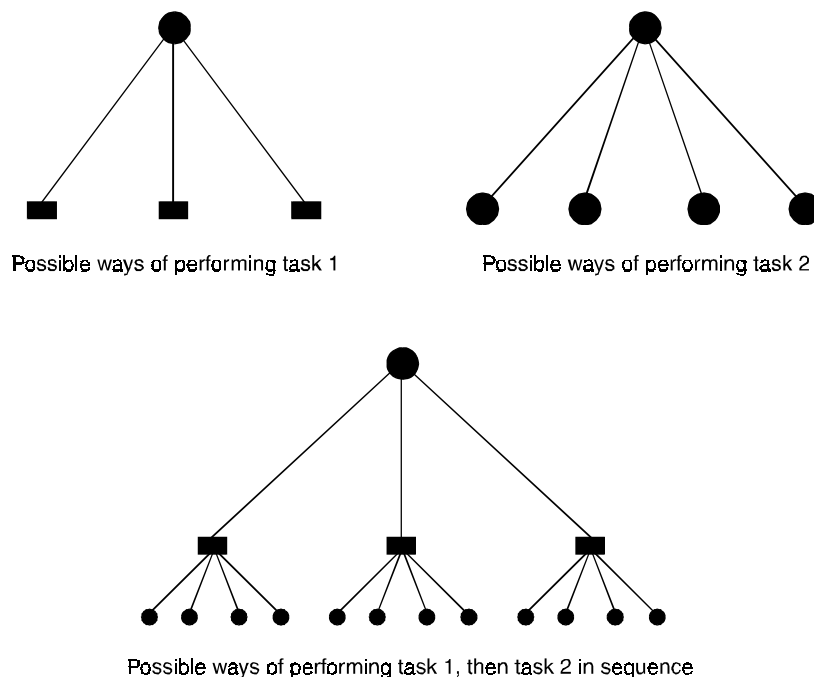 Possible ways of performing task 1
Possible ways of performing task 2
Possible ways of performing task 1, then task 2 in sequence